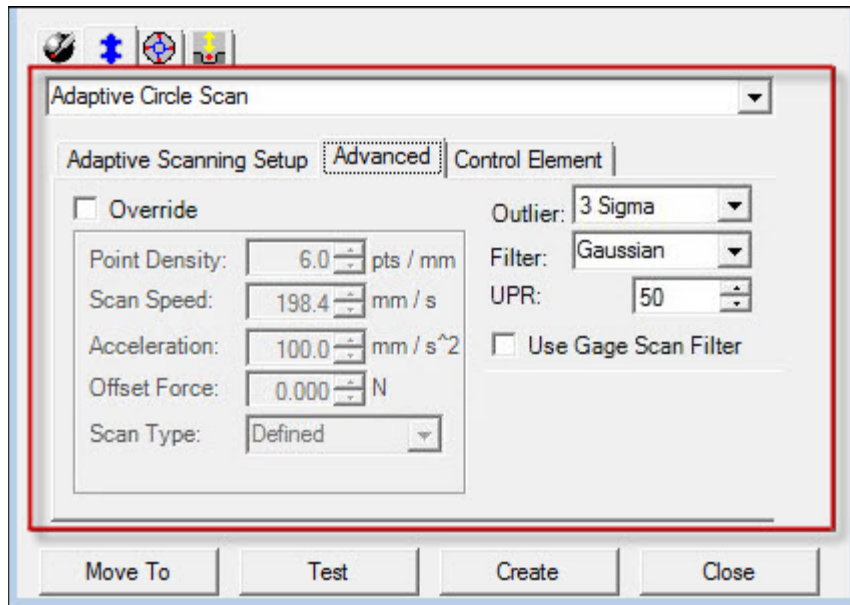 Adaptive Circle Scan
Adaptive Scanning Setup Advanced Control Element
Override
Point Density: 6.0 pts / mm
Scan Speed: 198.4 mm / s
Acceleration: 100.0 mm / s^2
Offset Force: 0.000 N
Scan Type: Defined
Outlier: 3 Sigma
Filter: Gaussian
UPR: 50
Use Gage Scan Filter
Move To Test Create Close